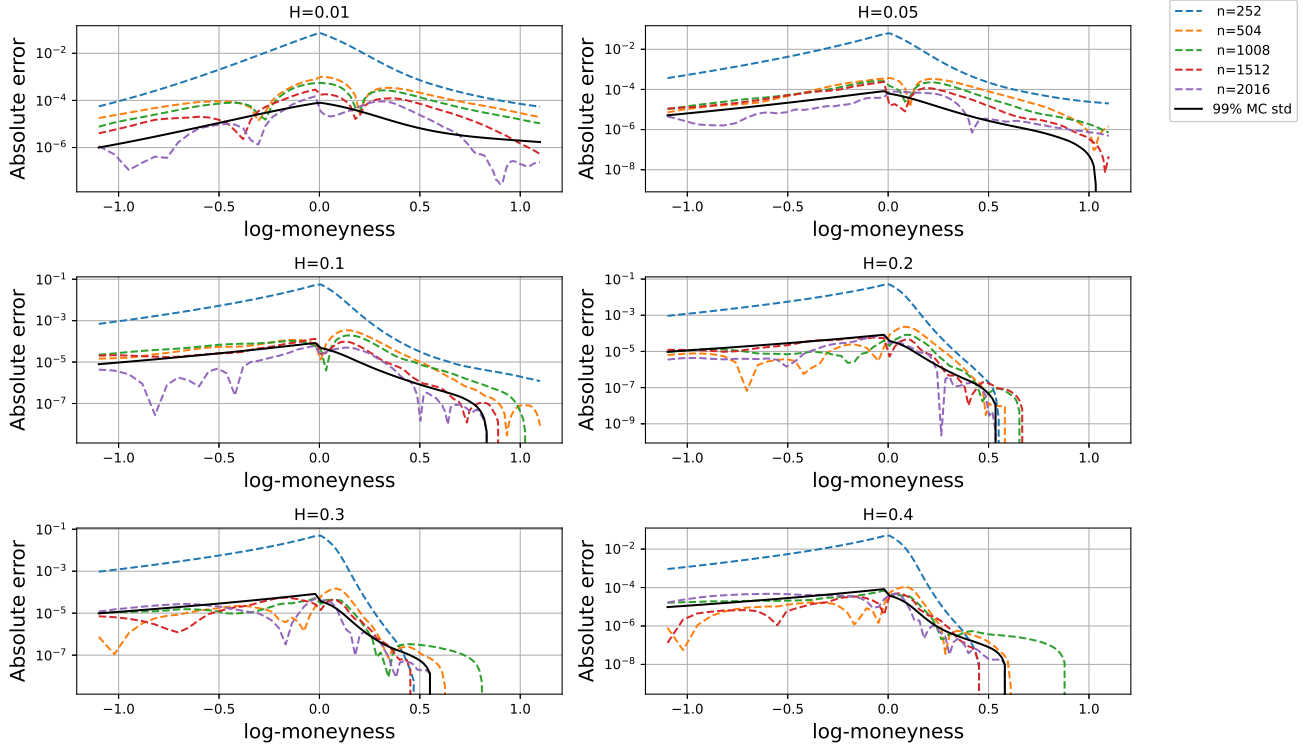 H=0.01
Absolute error
10⁻²
10⁻⁴
10⁻⁶
−1.0 −0.5 0.0 0.5 1.0
log-moneyness
H=0.05
Absolute error
10⁻²
10⁻⁴
10⁻⁶
10⁻⁸
−1.0 −0.5 0.0 0.5 1.0
log-moneyness
n=252
n=504
n=1008
n=1512
n=2016
99% MC std
H=0.1
Absolute error
10⁻¹
10⁻³
10⁻⁵
10⁻⁷
−1.0 −0.5 0.0 0.5 1.0
log-moneyness
H=0.2
Absolute error
10⁻¹
10⁻³
10⁻⁵
10⁻⁷
10⁻⁹
−1.0 −0.5 0.0 0.5 1.0
log-moneyness
H=0.3
Absolute error
10⁻¹
10⁻³
10⁻⁵
10⁻⁷
−1.0 −0.5 0.0 0.5 1.0
log-moneyness
H=0.4
Absolute error
10⁻²
10⁻⁴
10⁻⁶
10⁻⁸
−1.0 −0.5 0.0 0.5 1.0
log-moneyness